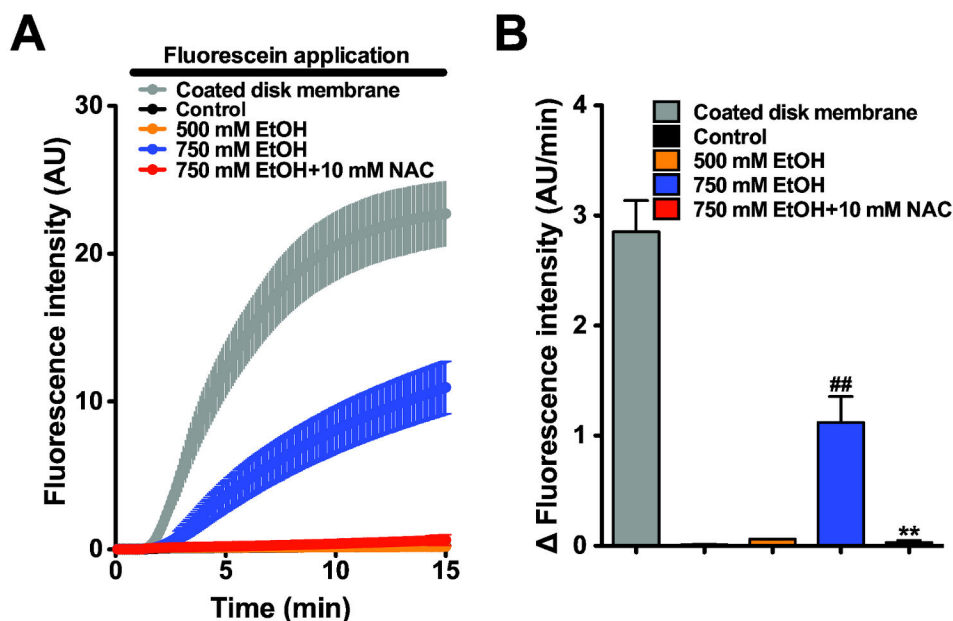 A
Fluorescein application
Coated disk membrane
Control
500 mM EtOH
750 mM EtOH
750 mM EtOH+10 mM NAC
Fluorescence intensity (AU)
30
20
10
0
0
5
10
15
Time (min)
B
Coated disk membrane
Control
500 mM EtOH
750 mM EtOH
750 mM EtOH+10 mM NAC
Δ Fluorescence intensity (AU/min)
4
3
2
1
0
##
**